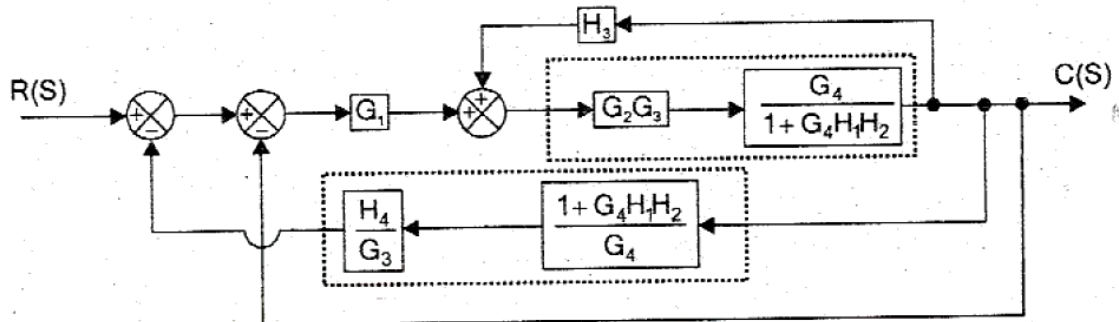 H₃
R(S)
C(S)
+
−
+
−
G₁
+
+
G₂G₃
G₄
1 + G₄H₁H₂
H₄
G₃
1 + G₄H₁H₂
G₄